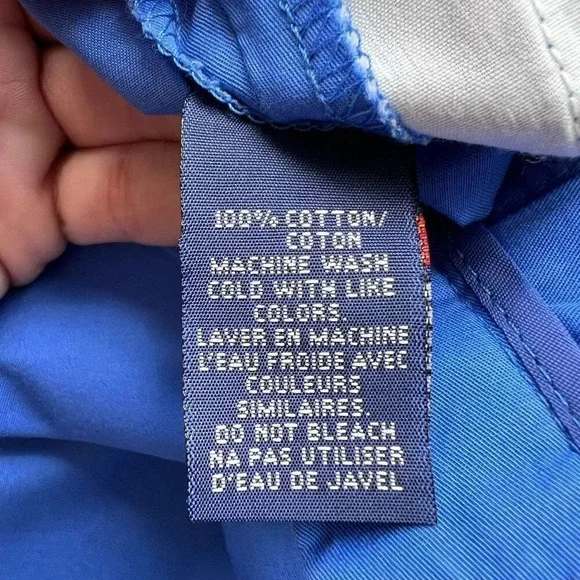 100% COTTON/
COTON
MACHINE WASH
COLD WITH LIKE
COLORS.
LAVER EN MACHINE
L'EAU FROIDE AVEC
COULEURS
SIMILAIRES.
DO NOT BLEACH
NA PAS UTILISER
D'EAU DE JAVEL